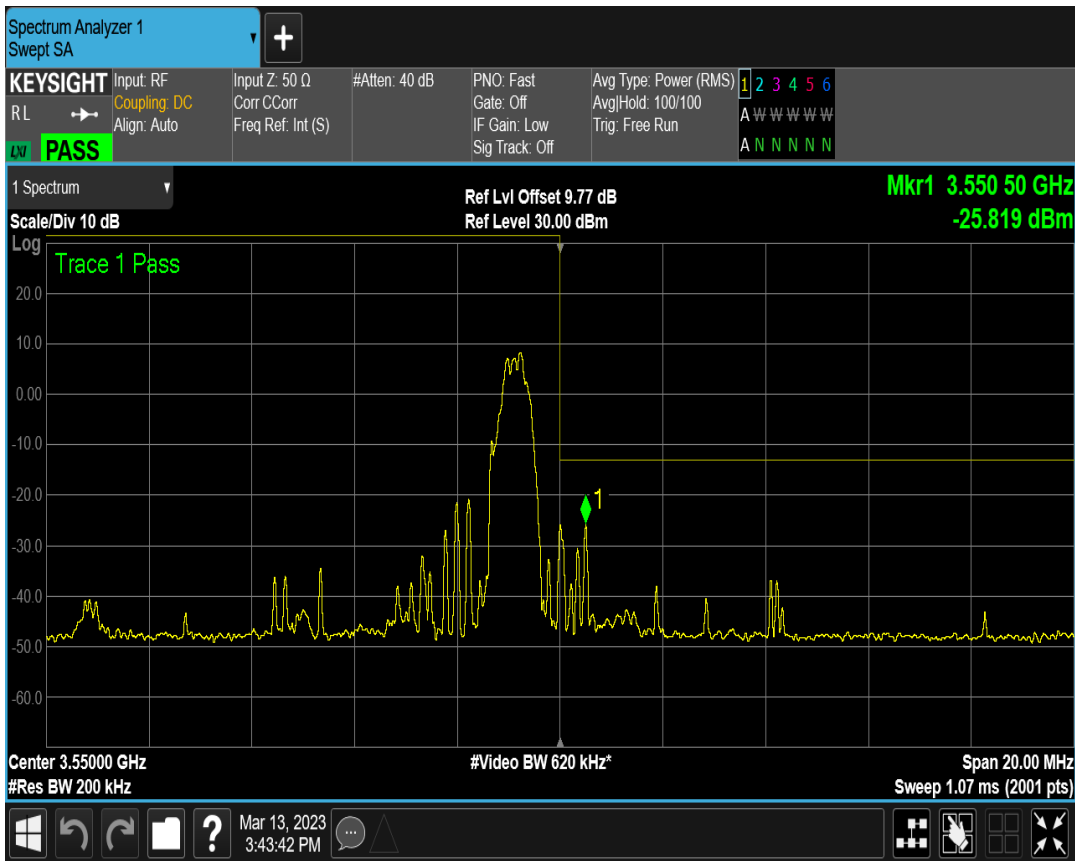 Spectrum Analyzer 1
Swept SA
+
KEYSIGHT
R L
LXI PASS
Input: RF
Coupling: DC
Align: Auto
Input Z: 50 Ω
Corr CCorr
Freq Ref: Int (S)
#Atten: 40 dB
PNO: Fast
Gate: Off
IF Gain: Low
Sig Track: Off
Avg Type: Power (RMS)
Avg|Hold: 100/100
Trig: Free Run
1 2 3 4 5 6
A W W W W W
A N N N N N
1 Spectrum
Scale/Div 10 dB
Ref Lvl Offset 9.77 dB
Ref Level 30.00 dBm
Mkr1 3.550 50 GHz
-25.819 dBm
Log
Trace 1 Pass
20.0
10.0
0.00
-10.0
-20.0
-30.0
-40.0
-50.0
-60.0
1
Center 3.55000 GHz
#Res BW 200 kHz
#Video BW 620 kHz*
Span 20.00 MHz
Sweep 1.07 ms (2001 pts)
?
Mar 13, 2023
3:43:42 PM